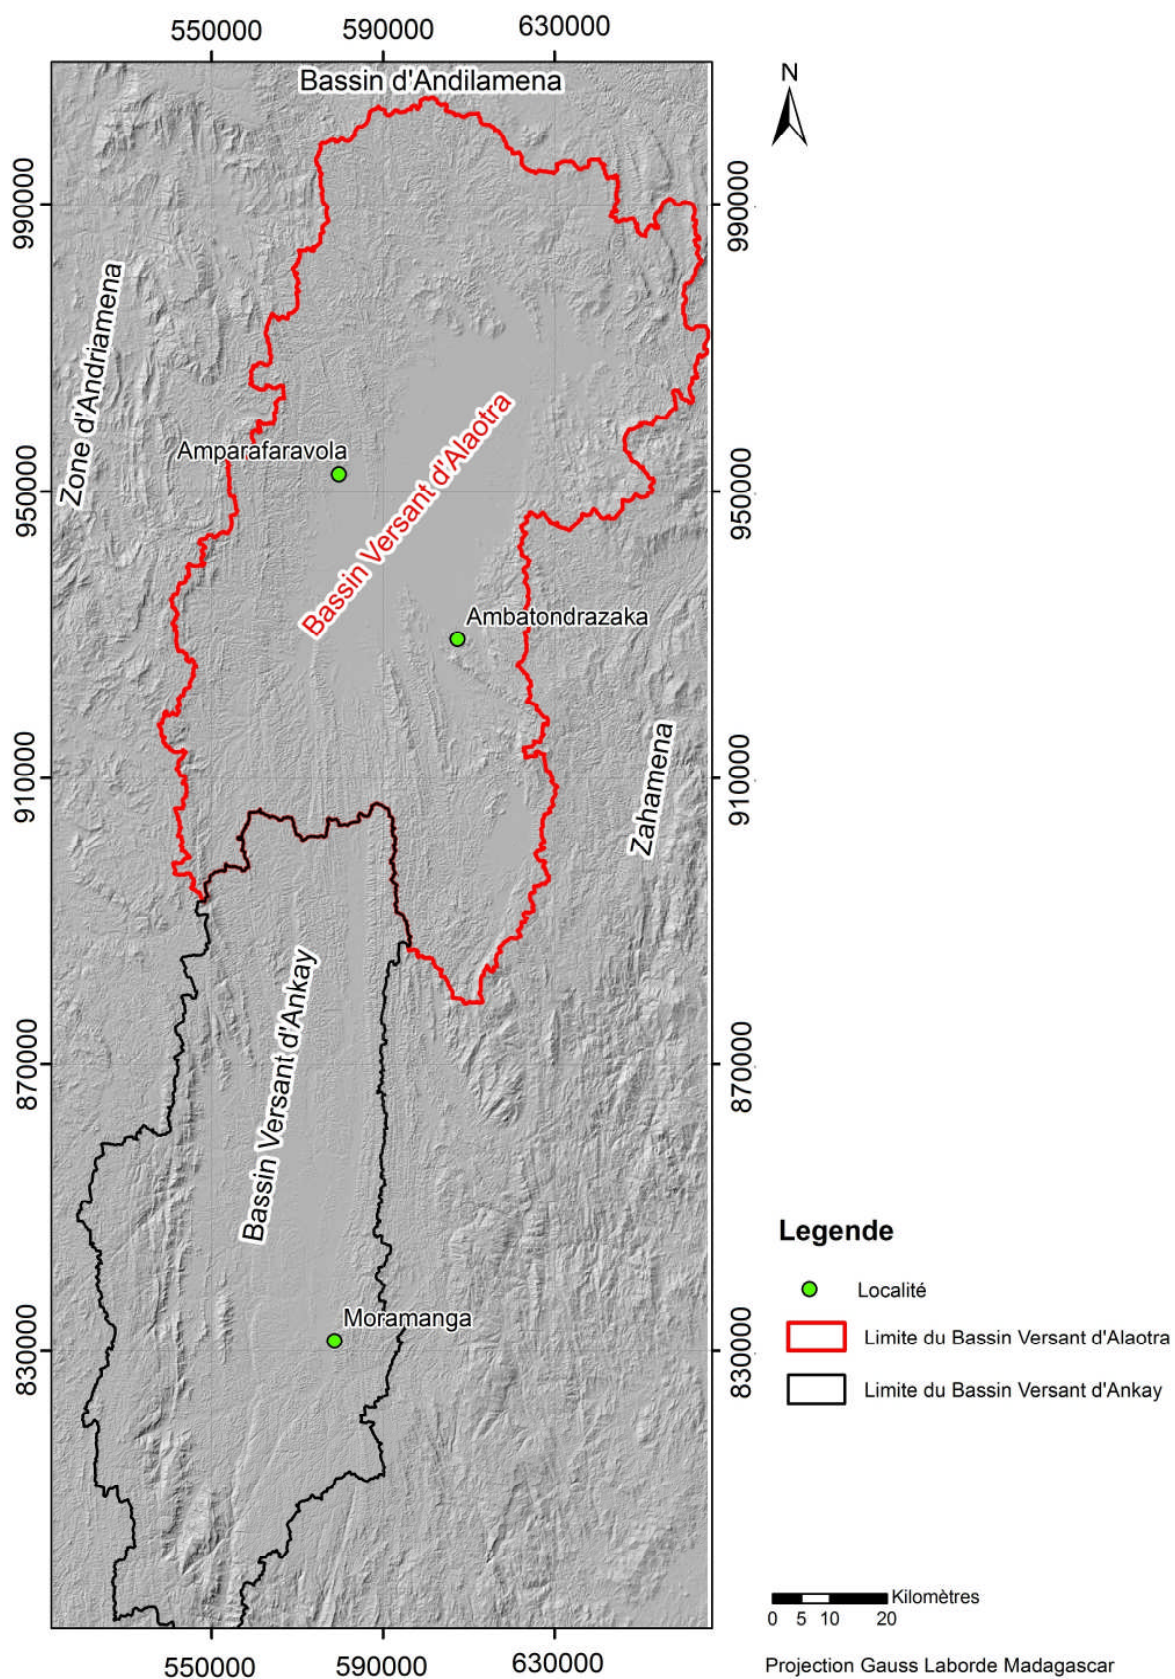 550000 590000 630000
N
Bassin d'Andilamena
990000
990000
Zone d'Andriamena
Bassin Versant d'Alaotra
Amparafaravola
950000
950000
Ambatondrazaka
Zahamena
910000
910000
Bassin Versant d'Ankay
870000
870000
Moramanga
830000
830000
Legende
Localité
Limite du Bassin Versant d'Alaotra
Limite du Bassin Versant d'Ankay
Kilomètres
0 5 10 20
550000 590000 630000
Projection Gauss Laborde Madagascar